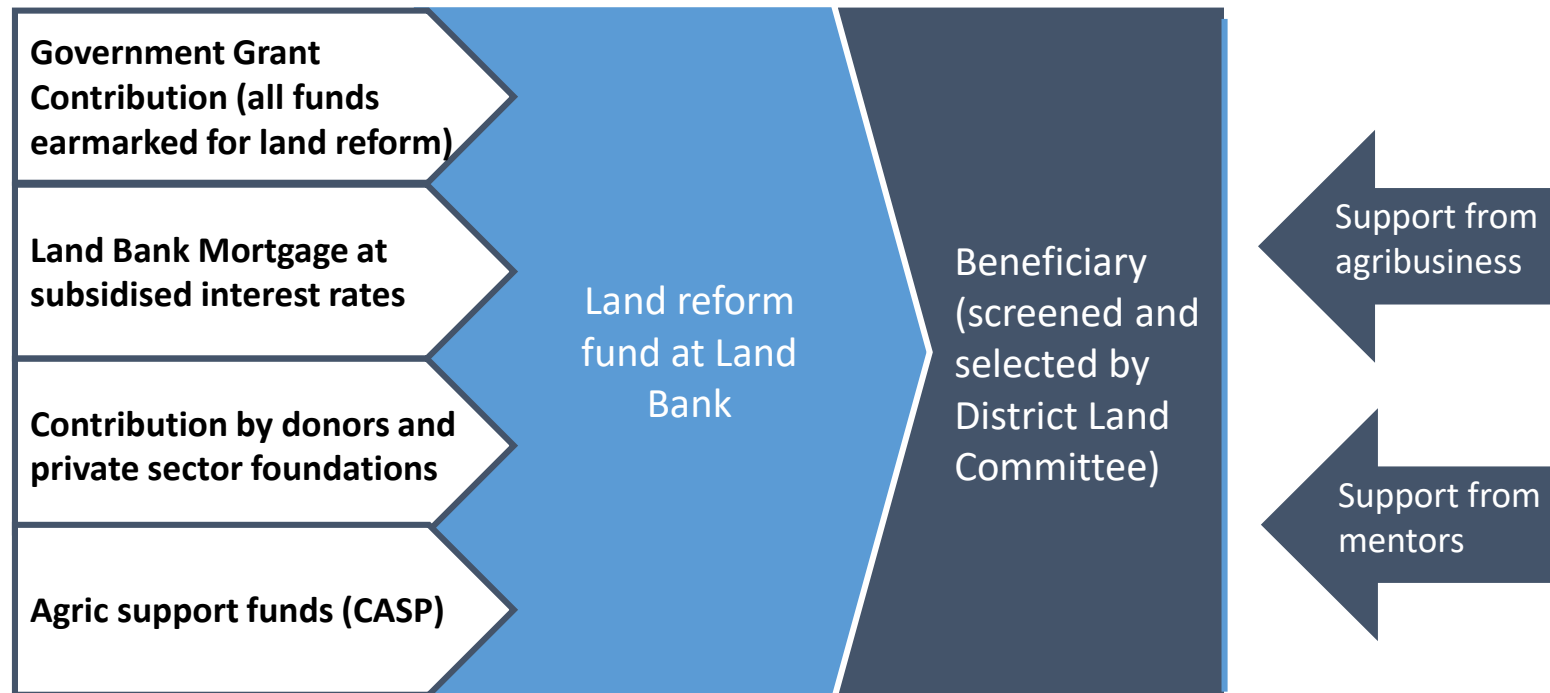 Government Grant
Contribution (all funds
earmarked for land reform)
Land Bank Mortgage at
subsidised interest rates
Contribution by donors and
private sector foundations
Agric support funds (CASP)
Land reform
fund at Land
Bank
Beneficiary
(screened and
selected by
District Land
Committee)
Support from
agribusiness
Support from
mentors